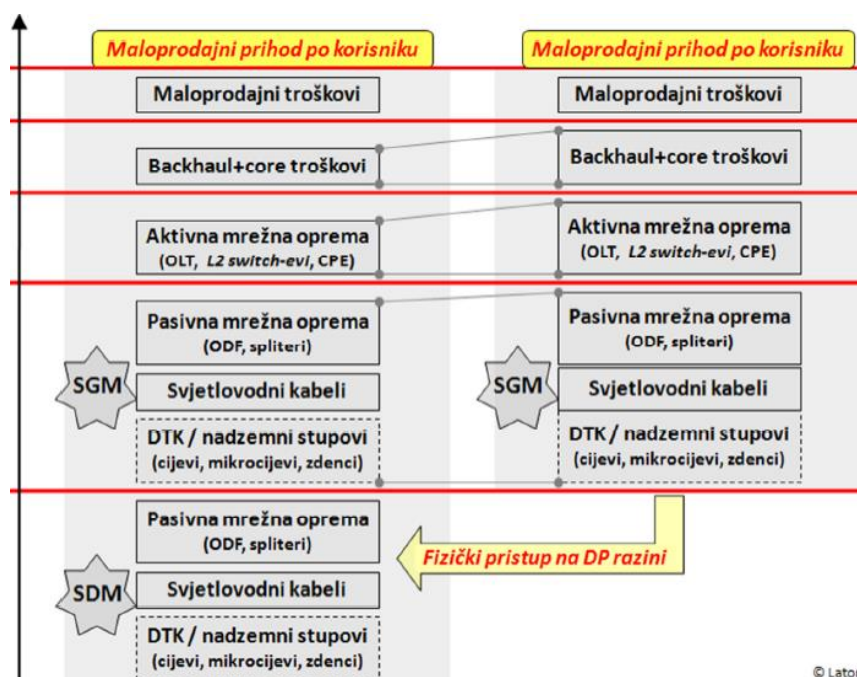 Maloprodajni prihod po korisniku
Maloprodajni troškovi
Backhaul+core troškovi
Aktivna mrežna oprema
(OLT, L2 switch-evi, CPE)
Pasivna mrežna oprema
(ODF, spliteri)
SGM
Svjetlovodni kabeli
DTK / nadzemni stupovi
(cijevi, mikrocijevi, zdenci)
Pasivna mrežna oprema
(ODF, spliteri)
SDM
Svjetlovodni kabeli
DTK / nadzemni stupovi
(cijevi, mikrocijevi, zdenci)
Maloprodajni prihod po korisniku
Maloprodajni troškovi
Backhaul+core troškovi
Aktivna mrežna oprema
(OLT, L2 switch-evi, CPE)
Pasivna mrežna oprema
(ODF, spliteri)
SGM
Svjetlovodni kabeli
DTK / nadzemni stupovi
(cijevi, mikrocijevi, zdenci)
Fizički pristup na DP razini
©